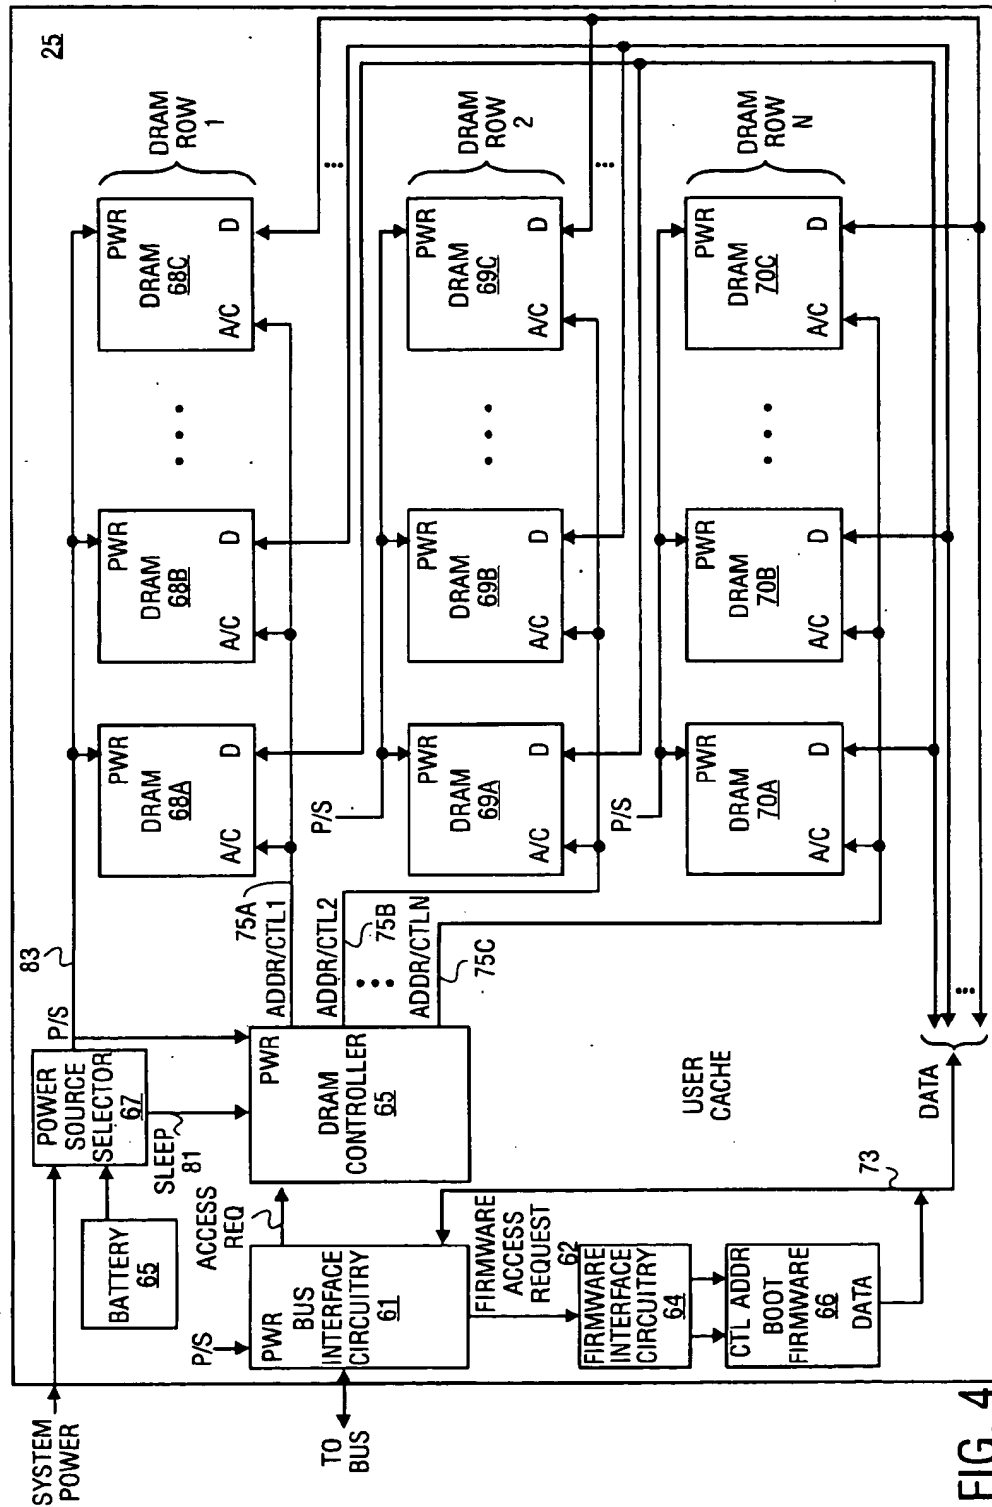 25
SYSTEM
POWER
POWER
SOURCE
SELECTOR
67
P/S
83
BATTERY
65
SLEEP
81
ACCESS
REQ
P/S
PWR
BUS
INTERFACE
CIRCUITRY
61
TO
BUS
PWR
DRAM
CONTROLLER
65
ADDR/CTL1
75A
ADDR/CTL2
75B
ADDR/CTLN
75C
FIRMWARE
ACCESS
REQUEST
62
FIRMWARE
INTERFACE
CIRCUITRY
64
CTL ADDR
BOOT
FIRMWARE
66
DATA
73
USER
CACHE
DATA
PWR
DRAM
68A
A/C D
PWR
DRAM
68B
A/C D
PWR
DRAM
68C
A/C D
DRAM
ROW
1
P/S
PWR
DRAM
69A
A/C D
PWR
DRAM
69B
A/C D
PWR
DRAM
69C
A/C D
DRAM
ROW
2
P/S
PWR
DRAM
70A
A/C D
PWR
DRAM
70B
A/C D
PWR
DRAM
70C
A/C D
DRAM
ROW
N
FIG. 4